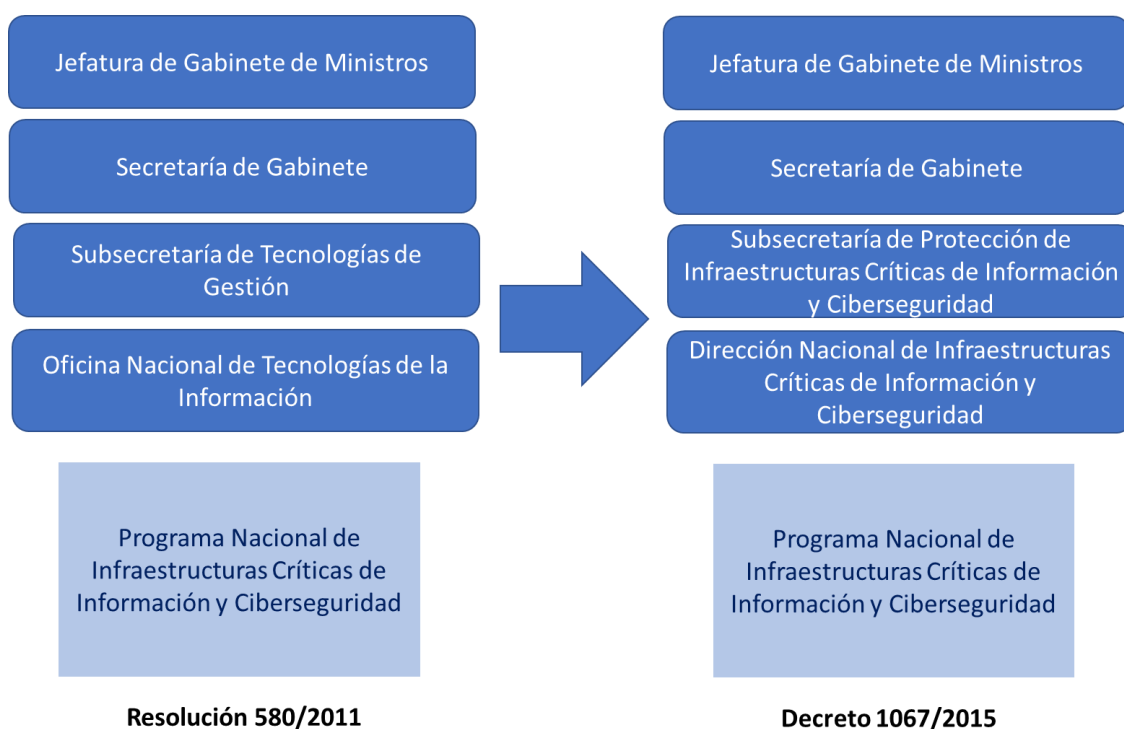 Jefatura de Gabinete de Ministros
Secretaría de Gabinete
Subsecretaría de Tecnologías de
Gestión
Oficina Nacional de Tecnologías de la
Información
Programa Nacional de
Infraestructuras Críticas de
Información y Ciberseguridad
Resolución 580/2011
Jefatura de Gabinete de Ministros
Secretaría de Gabinete
Subsecretaría de Protección de
Infraestructuras Críticas de Información
y Ciberseguridad
Dirección Nacional de Infraestructuras
Críticas de Información y
Ciberseguridad
Programa Nacional de
Infraestructuras Críticas de
Información y Ciberseguridad
Decreto 1067/2015